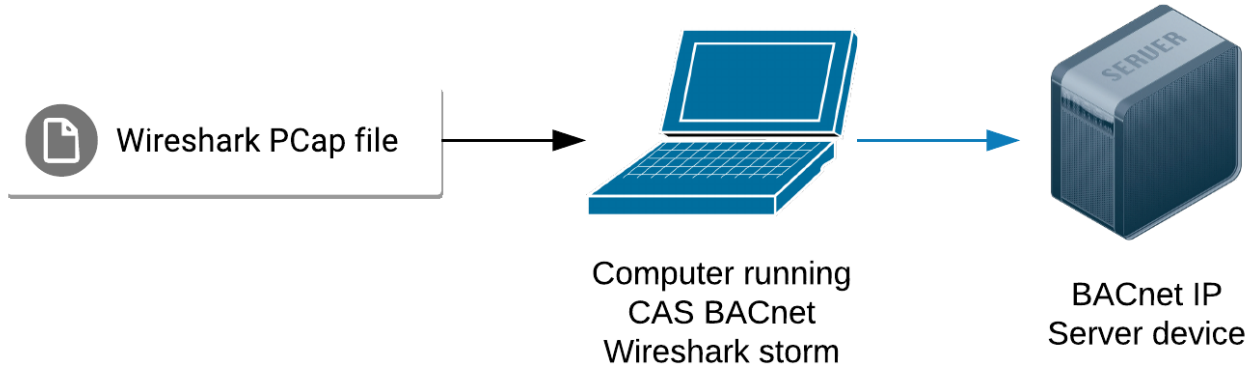 Wireshark PCap file
SERVER
Computer running
CAS BACnet
Wireshark storm
BACnet IP
Server device